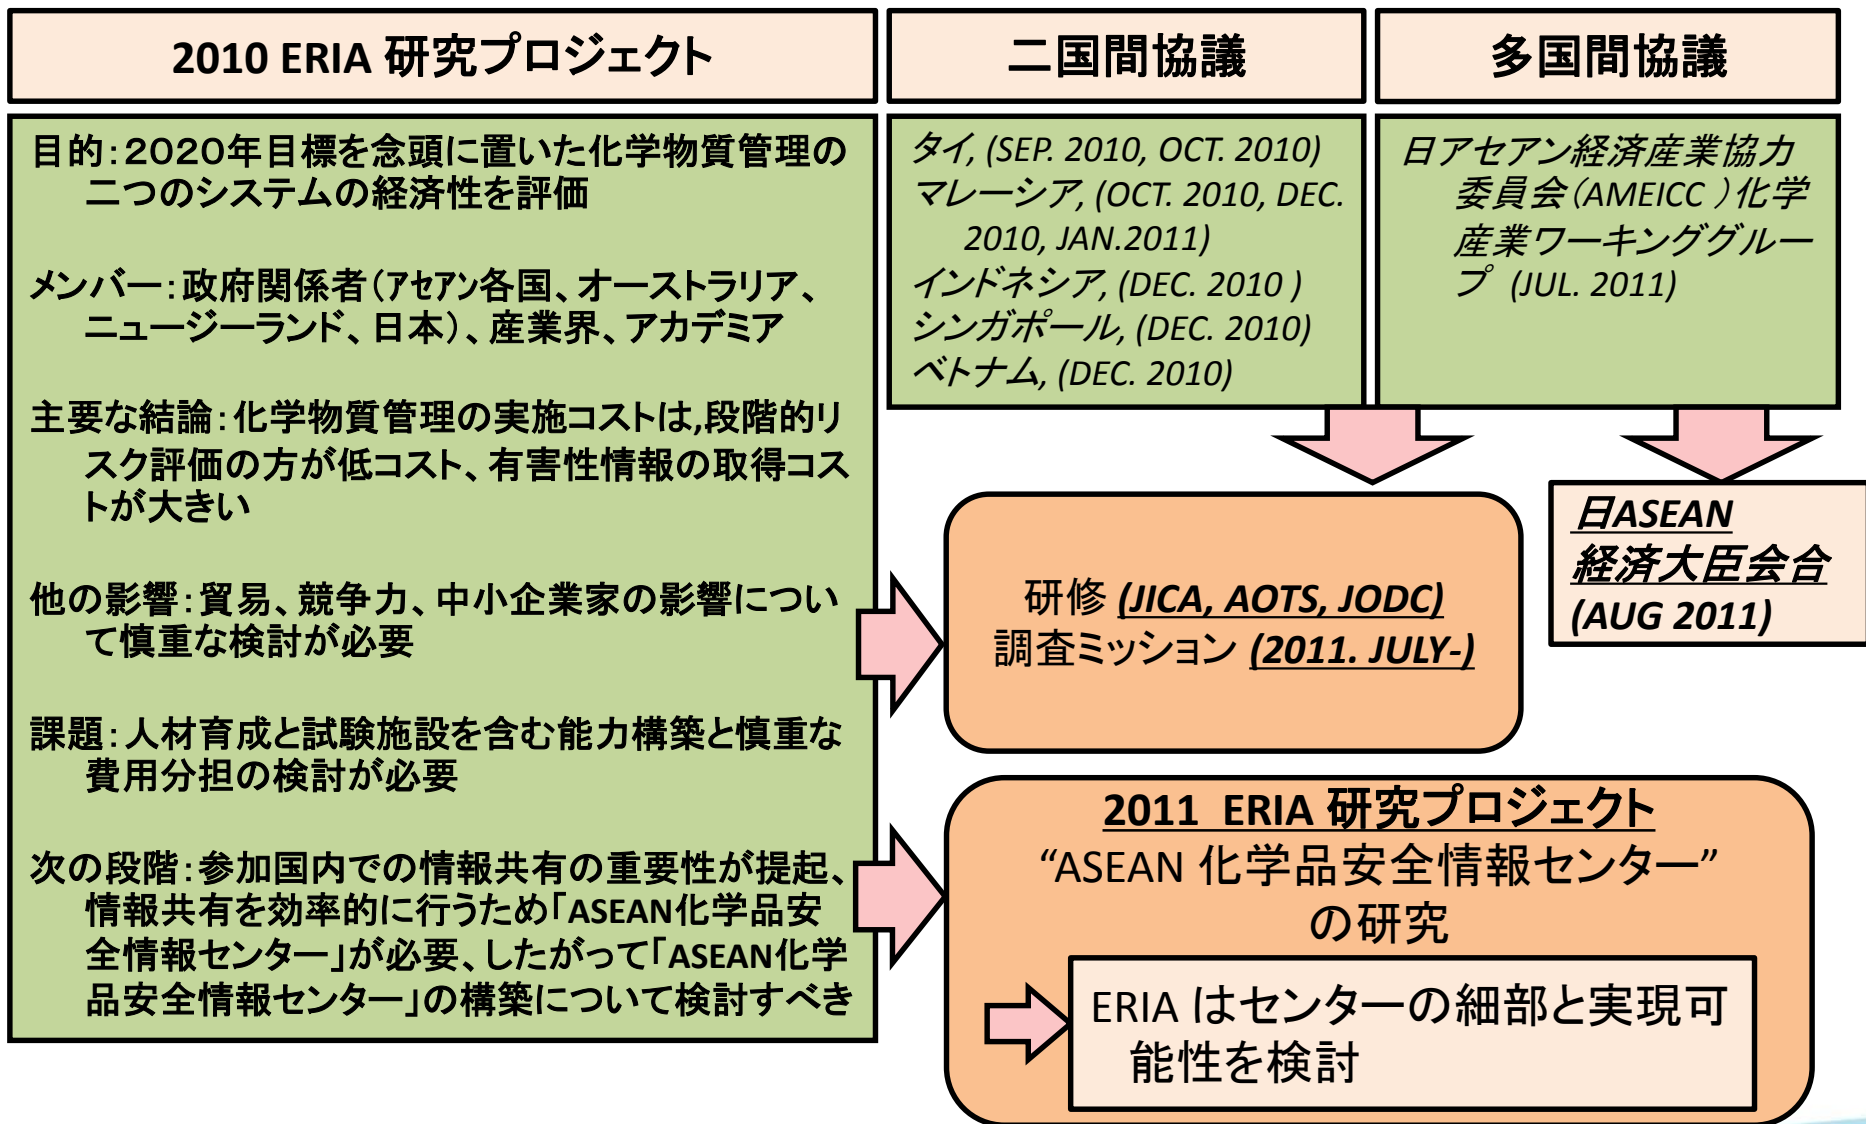 2010 ERIA 研究プロジェクト
目的：２０２０年目標を念頭に置いた化学物質管理の
二つのシステムの経済性を評価
メンバー：政府関係者（ｱｾｱﾝ各国、オーストラリア、
ニュージーランド、日本）、産業界、アカデミア
主要な結論：化学物質管理の実施コストは,段階的リ
スク評価の方が低コスト、有害性情報の取得コス
トが大きい
他の影響：貿易、競争力、中小企業家の影響につい
て慎重な検討が必要
課題：人材育成と試験施設を含む能力構築と慎重な
費用分担の検討が必要
次の段階：参加国内での情報共有の重要性が提起、
情報共有を効率的に行うため「ASEAN化学品安
全情報センター」が必要、したがって「ASEAN化学
品安全情報センター」の構築について検討すべき
二国間協議
タイ, (SEP. 2010, OCT. 2010)
マレーシア, (OCT. 2010, DEC.
2010, JAN.2011)
インドネシア, (DEC. 2010 )
シンガポール, (DEC. 2010)
ベトナム, (DEC. 2010)
多国間協議
日アセアン経済産業協力
委員会（AMEICC ）化学
産業ワーキンググルー
プ (JUL. 2011)
日ASEAN
経済大臣会合
(AUG 2011)
研修 (JICA, AOTS, JODC)
調査ミッション (2011. JULY-)
2011 ERIA 研究プロジェクト
“ASEAN 化学品安全情報センター”
の研究
ERIA はセンターの細部と実現可
能性を検討